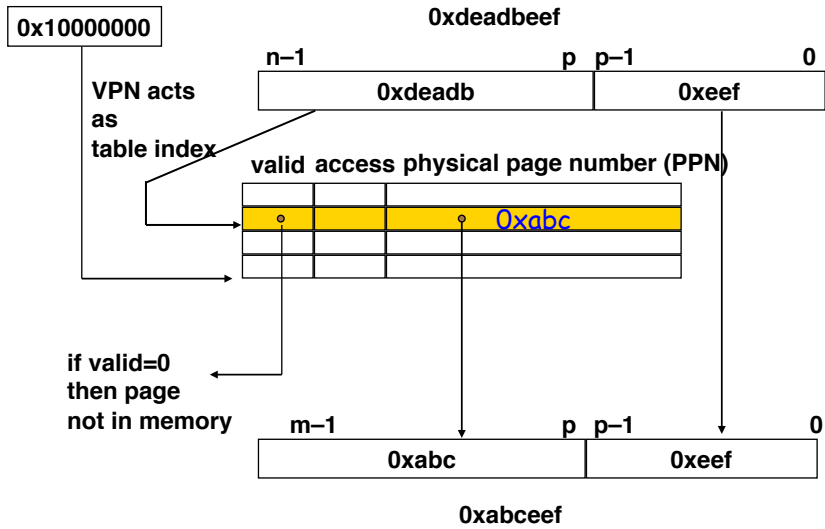 0x10000000
0xdeadbeef
n–1 p p–1 0
0xdeadb 0xeef
VPN acts
as
table index
valid access physical page number (PPN)
0xabc
if valid=0
then page
not in memory
m–1 p p–1 0
0xabc 0xeef
0xabceef